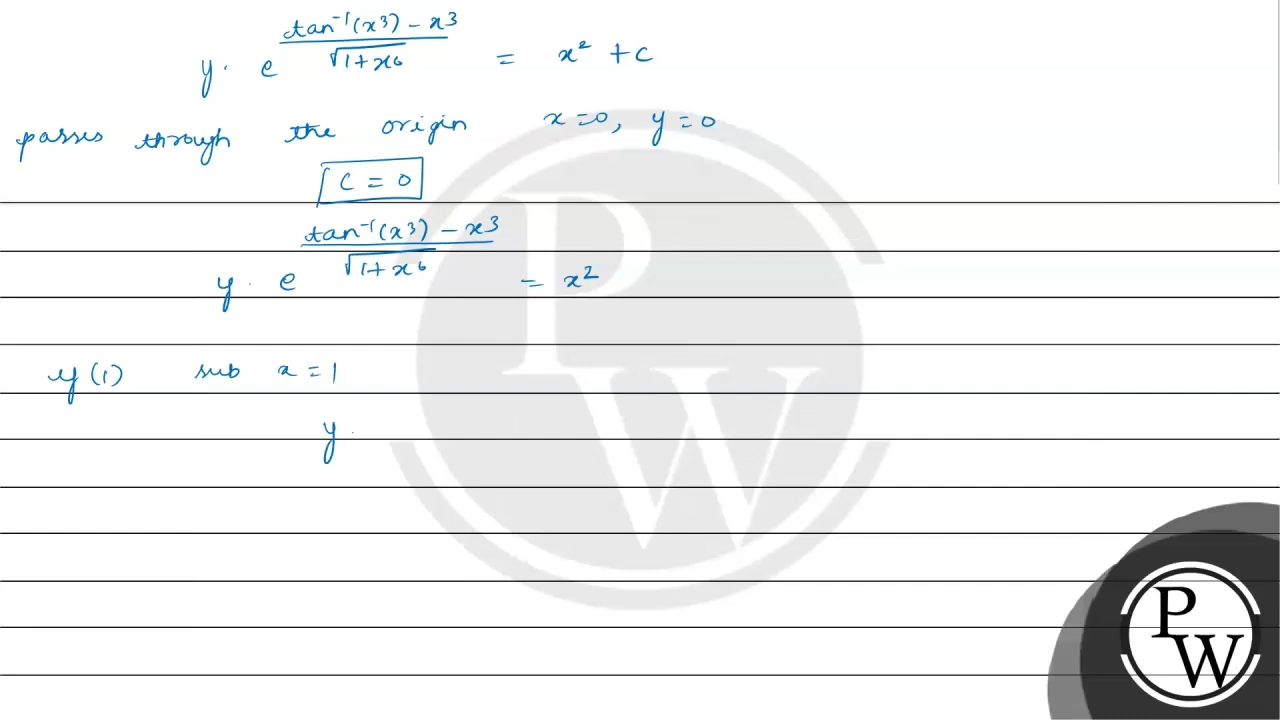 y. e^{(tan⁻¹(x3) - x3)/√(1+x6)} = x² + c
passes through the origin x=0, y=0
c = 0
y. e^{(tan⁻¹(x3) - x3)/√(1+x6)} = x²
y(1) sub x=1
y.
PW
PW